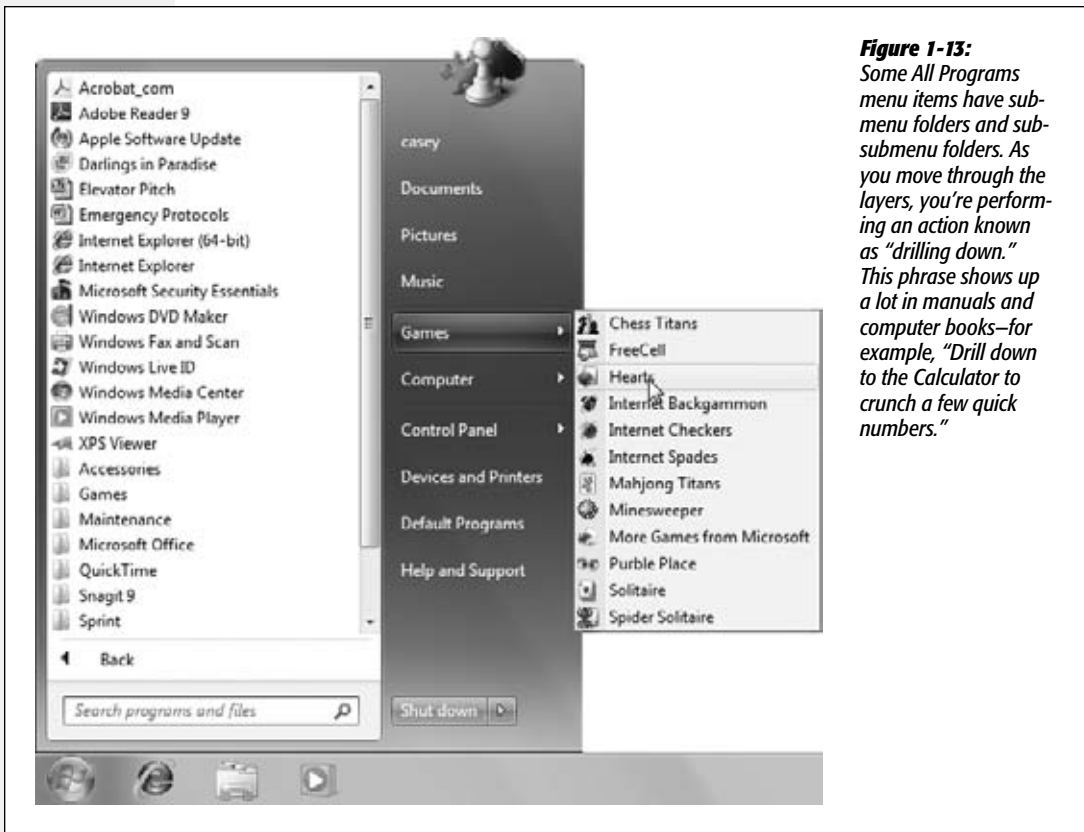 Acrobat_com
Adobe Reader 9
Apple Software Update
Darlings in Paradise
Elevator Pitch
Emergency Protocols
Internet Explorer (64-bit)
Internet Explorer
Microsoft Security Essentials
Windows DVD Maker
Windows Fax and Scan
Windows Live ID
Windows Media Center
Windows Media Player
XPS Viewer
Accessories
Games
Maintenance
Microsoft Office
QuickTime
Snagit 9
Sprint
Back
Search programs and files
casey
Documents
Pictures
Music
Games
Computer
Control Panel
Devices and Printers
Default Programs
Help and Support
Shut down
Chess Titans
FreeCell
Hearts
Internet Backgammon
Internet Checkers
Internet Spades
Mahjong Titans
Minesweeper
More Games from Microsoft
Purble Place
Solitaire
Spider Solitaire
Figure 1-13:
Some All Programs
menu items have sub-
menu folders and sub-
submenu folders. As
you move through the
layers, you're perform-
ing an action known
as “drilling down.”
This phrase shows up
a lot in manuals and
computer books—for
example, “Drill down
to the Calculator to
crunch a few quick
numbers.”